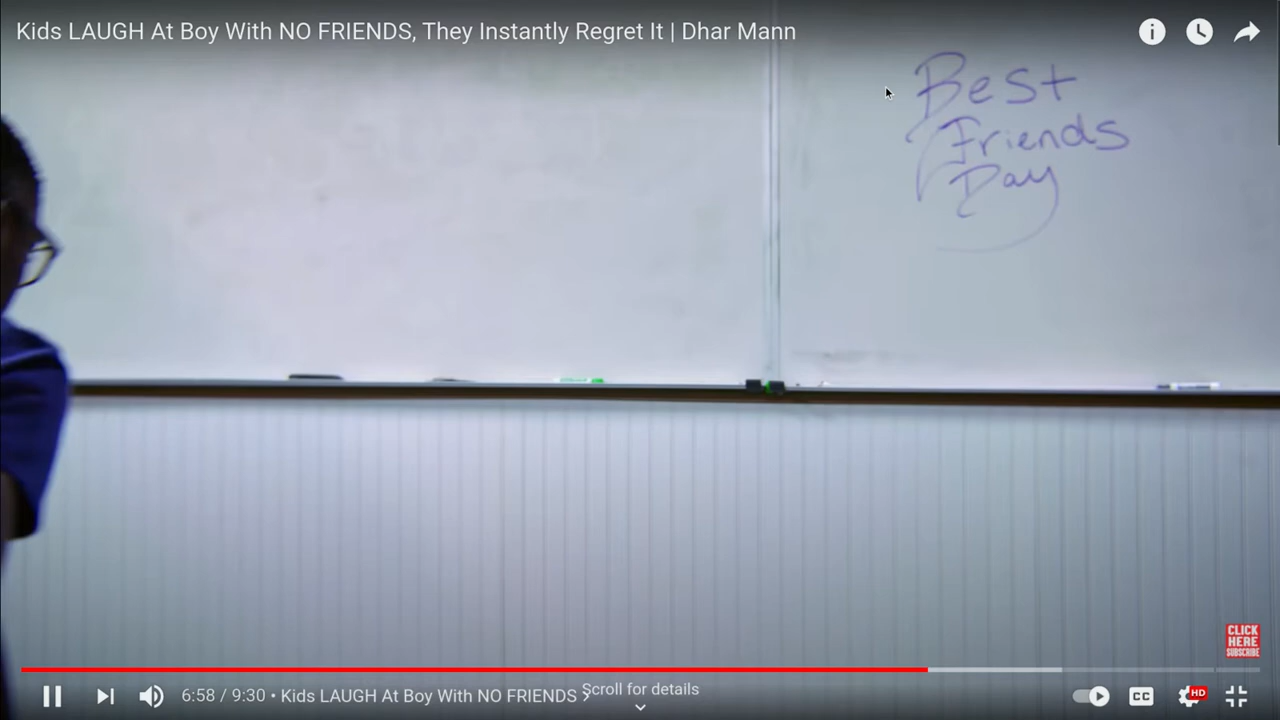 Kids LAUGH At Boy With NO FRIENDS, They Instantly Regret It | Dhar Mann
Best
Friends
Day
CLICK
HERE
SUBSCRIBE
6:58 / 9:30 • Kids LAUGH At Boy With NO FRIENDS
Scroll for details
CC
HD